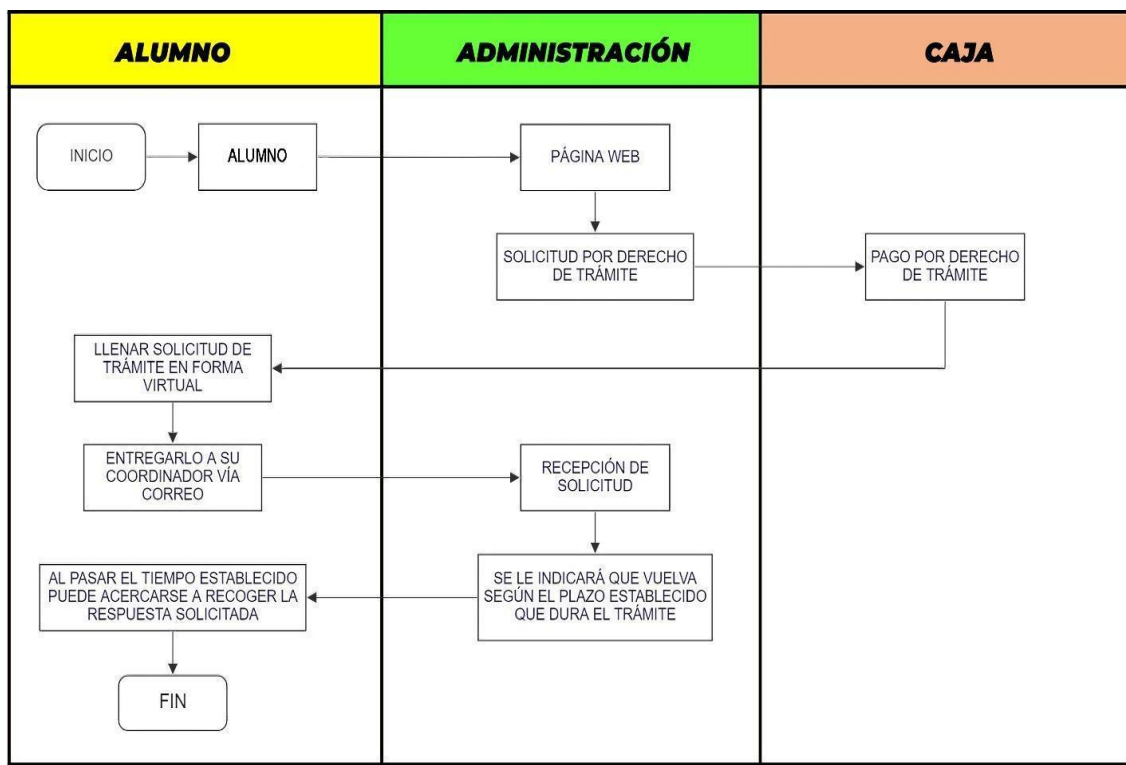 ALUMNO
ADMINISTRACIÓN
CAJA
INICIO
ALUMNO
PÁGINA WEB
SOLICITUD POR DERECHO
DE TRÁMITE
PAGO POR DERECHO
DE TRÁMITE
LLENAR SOLICITUD DE
TRÁMITE EN FORMA
VIRTUAL
ENTREGARLO A SU
COORDINADOR VÍA
CORREO
RECEPCIÓN DE
SOLICITUD
SE LE INDICARÁ QUE VUELVA
SEGÚN EL PLAZO ESTABLECIDO
QUE DURA EL TRÁMITE
AL PASAR EL TIEMPO ESTABLECIDO
PUEDE ACERCARSE A RECOGER LA
RESPUESTA SOLICITADA
FIN